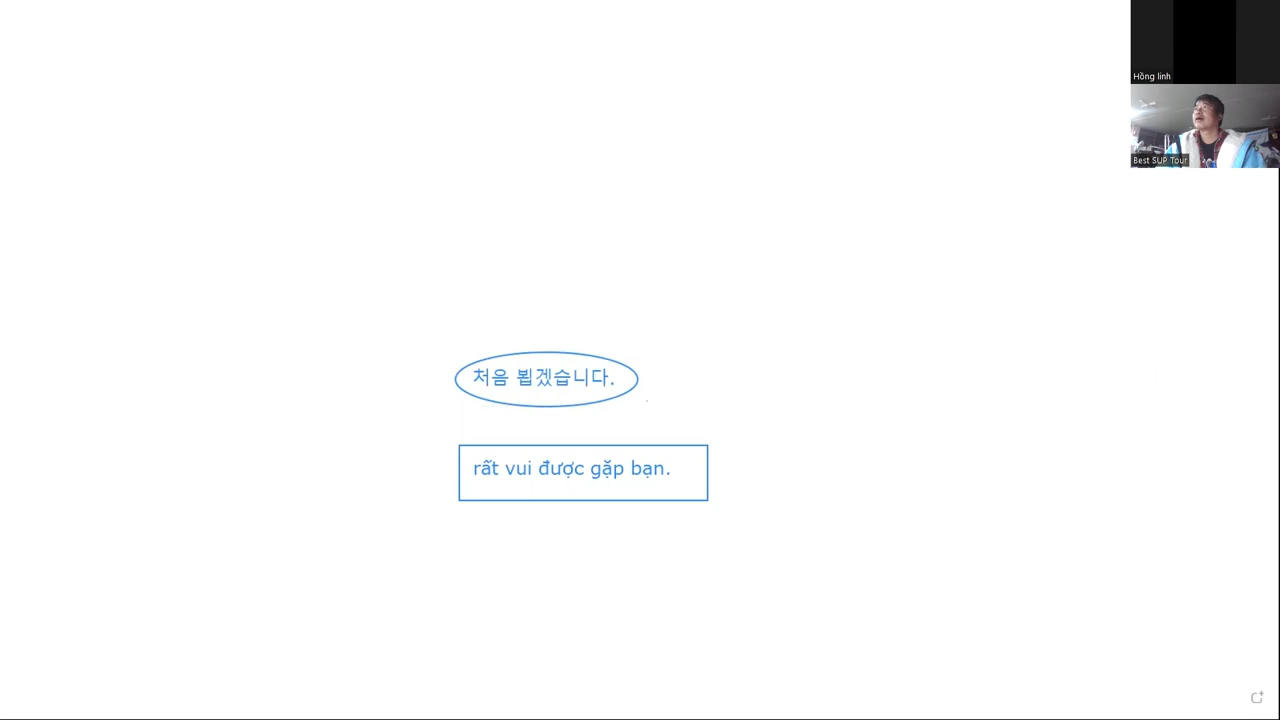 Hồng linh
Best SUP Tour
처음 뵙겠습니다.
rất vui được gặp bạn.